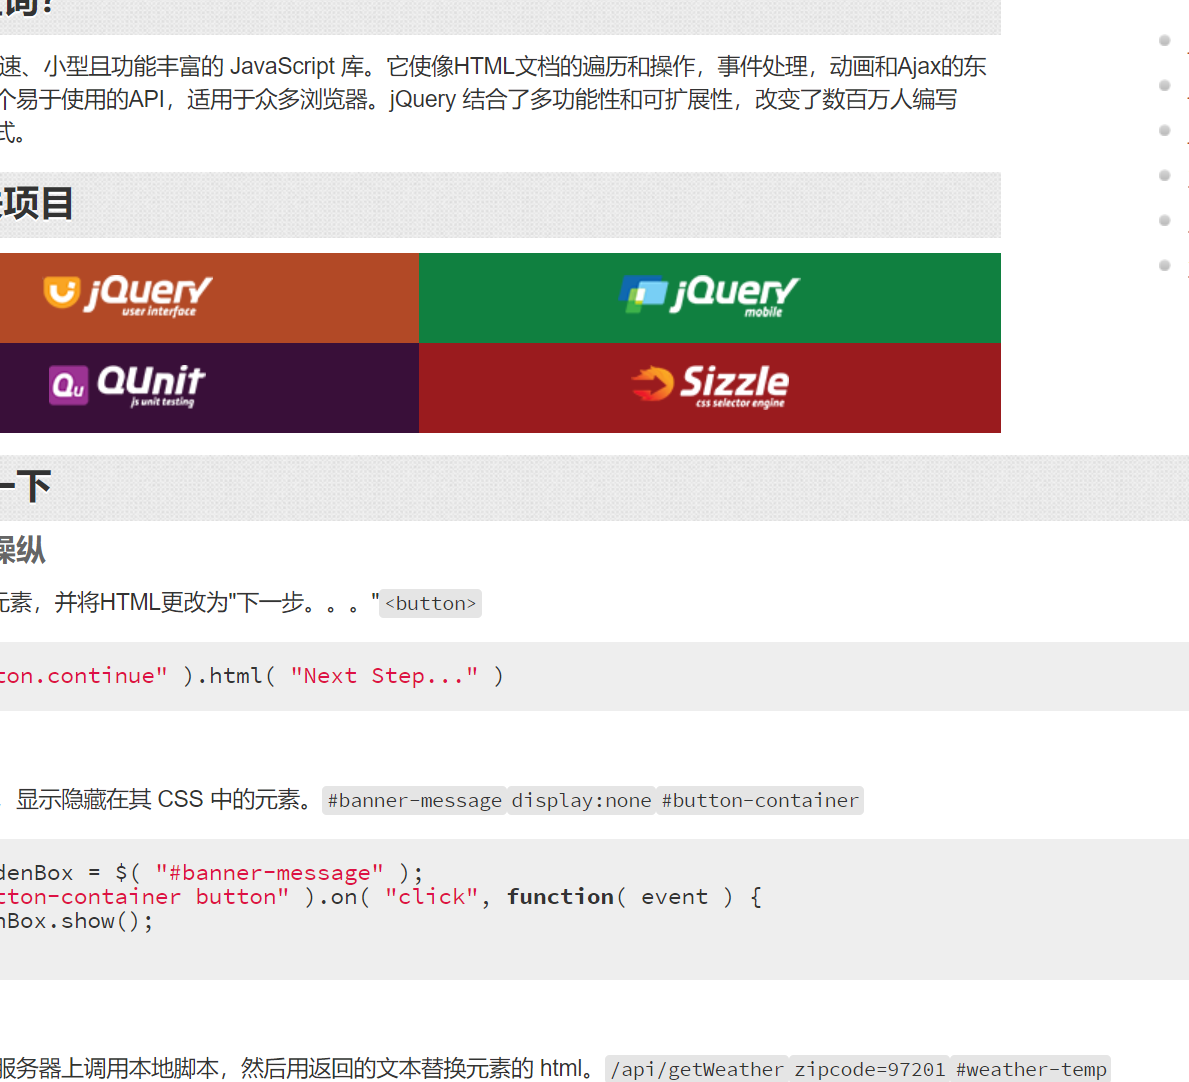 速、小型且功能丰富的 JavaScript 库。它使像HTML文档的遍历和操作，事件处理，动画和Ajax的东
个易于使用的API，适用于众多浏览器。jQuery 结合了多功能性和可扩展性，改变了数百万人编写
式。
项目
jQuery user interface
jQuery mobile
Qu QUnit js unit testing
Sizzle css selector engine
一下
操纵
元素，并将HTML更改为"下一步。。。"<button>
ton.continue" ).html( "Next Step..." )
显示隐藏在其 CSS 中的元素。#banner-message display:none #button-container
denBox = $( "#banner-message" );
tton-container button" ).on( "click", function( event ) {
nBox.show();
服务器上调用本地脚本，然后用返回的文本替换元素的 html。/api/getWeather zipcode=97201 #weather-temp